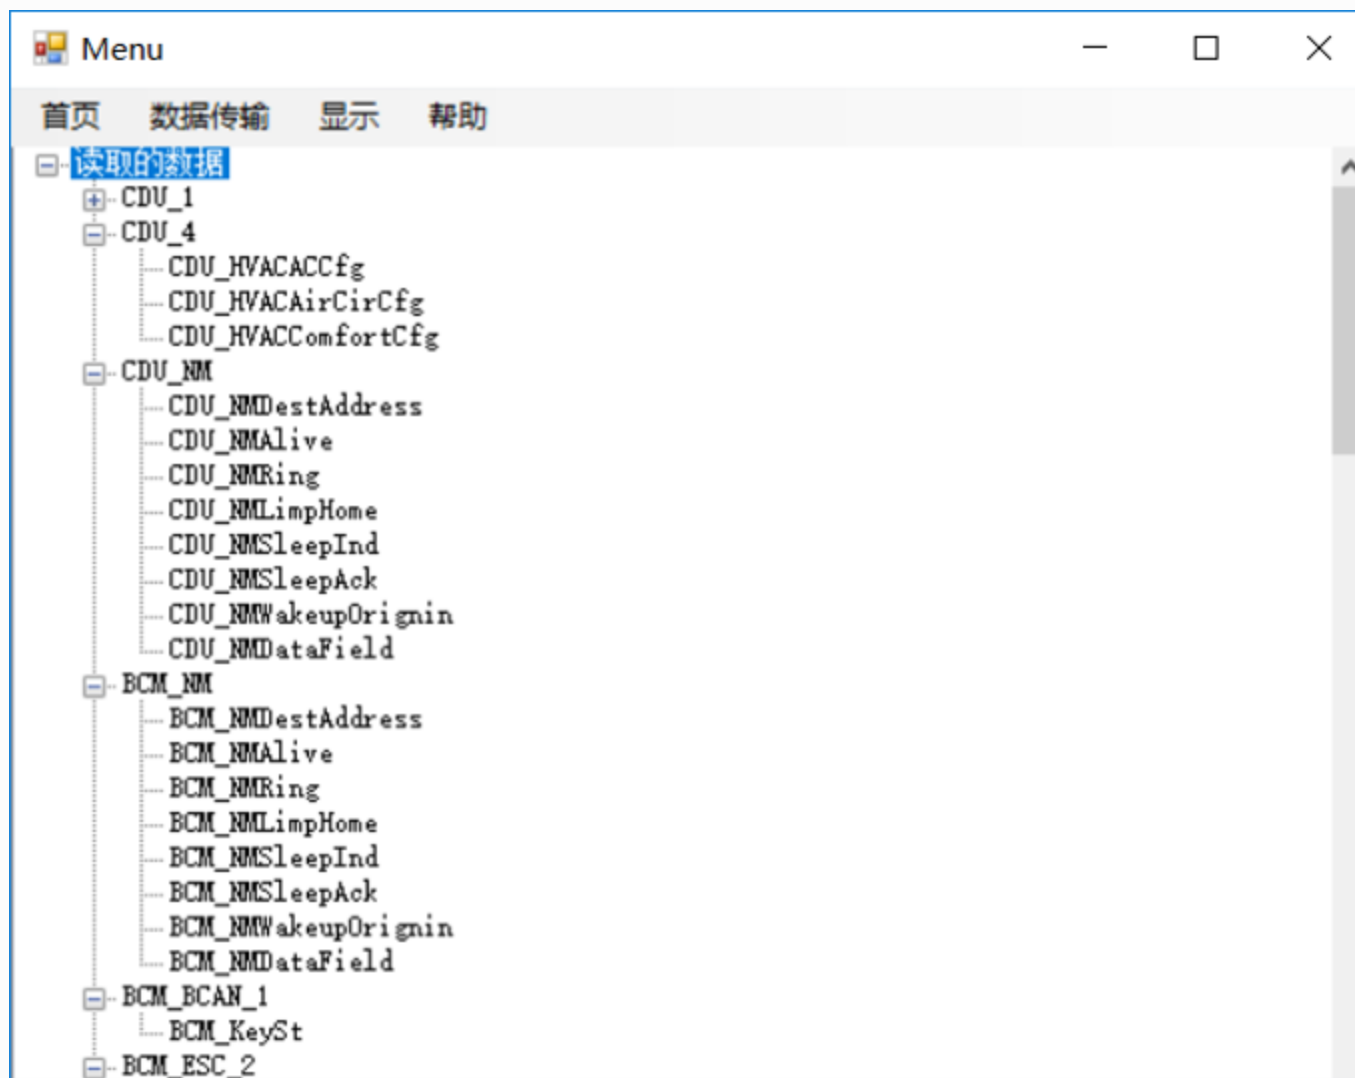 Menu
首页 数据传输 显示 帮助
读取的数据
CDU_1
CDU_4
CDU_HVACACCfg
CDU_HVACAirCirCfg
CDU_HVACComfortCfg
CDU_NM
CDU_NMDestAddress
CDU_NMAlive
CDU_NMRing
CDU_NMLimpHome
CDU_NMSleepInd
CDU_NMSleepAck
CDU_NMWakeupOrignin
CDU_NMDataField
BCM_NM
BCM_NMDestAddress
BCM_NMAlive
BCM_NMRing
BCM_NMLimpHome
BCM_NMSleepInd
BCM_NMSleepAck
BCM_NMWakeupOrignin
BCM_NMDataField
BCM_BCAN_1
BCM_KeySt
BCM_ESC_2